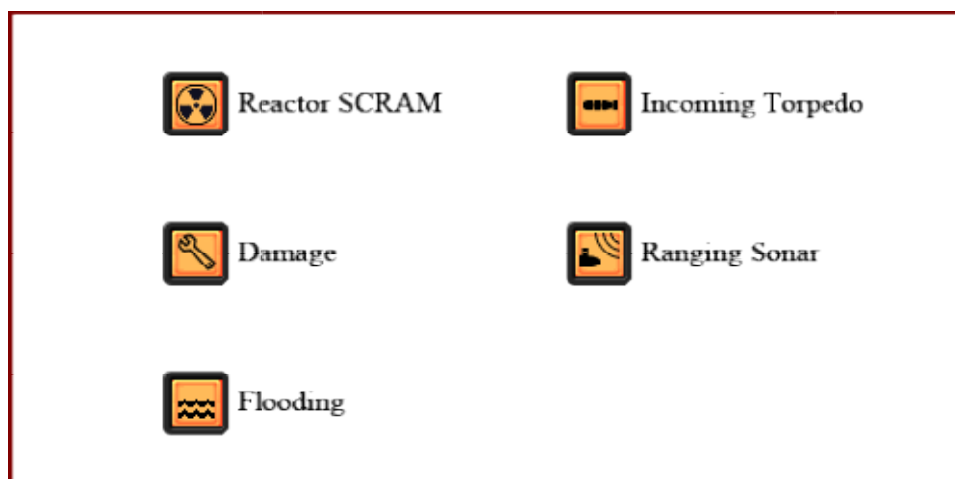 Reactor SCRAM
Incoming Torpedo
Damage
Ranging Sonar
Flooding